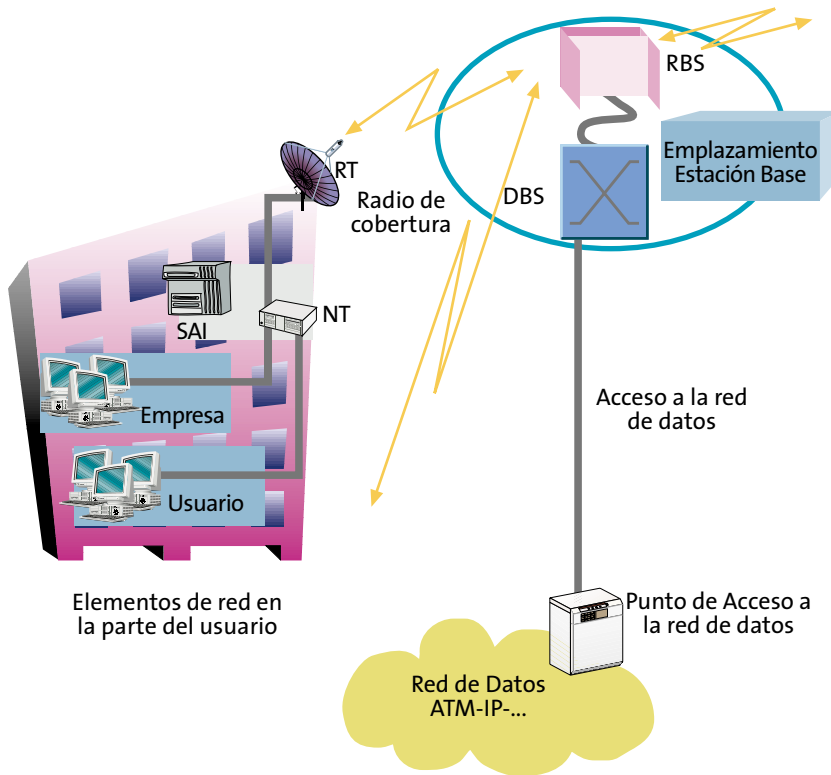 RBS
Emplazamiento
Estación Base
DBS
RT
Radio de
cobertura
SAI
NT
Empresa
Usuario
Acceso a la red
de datos
Elementos de red en
la parte del usuario
Punto de Acceso a
la red de datos
Red de Datos
ATM-IP-...